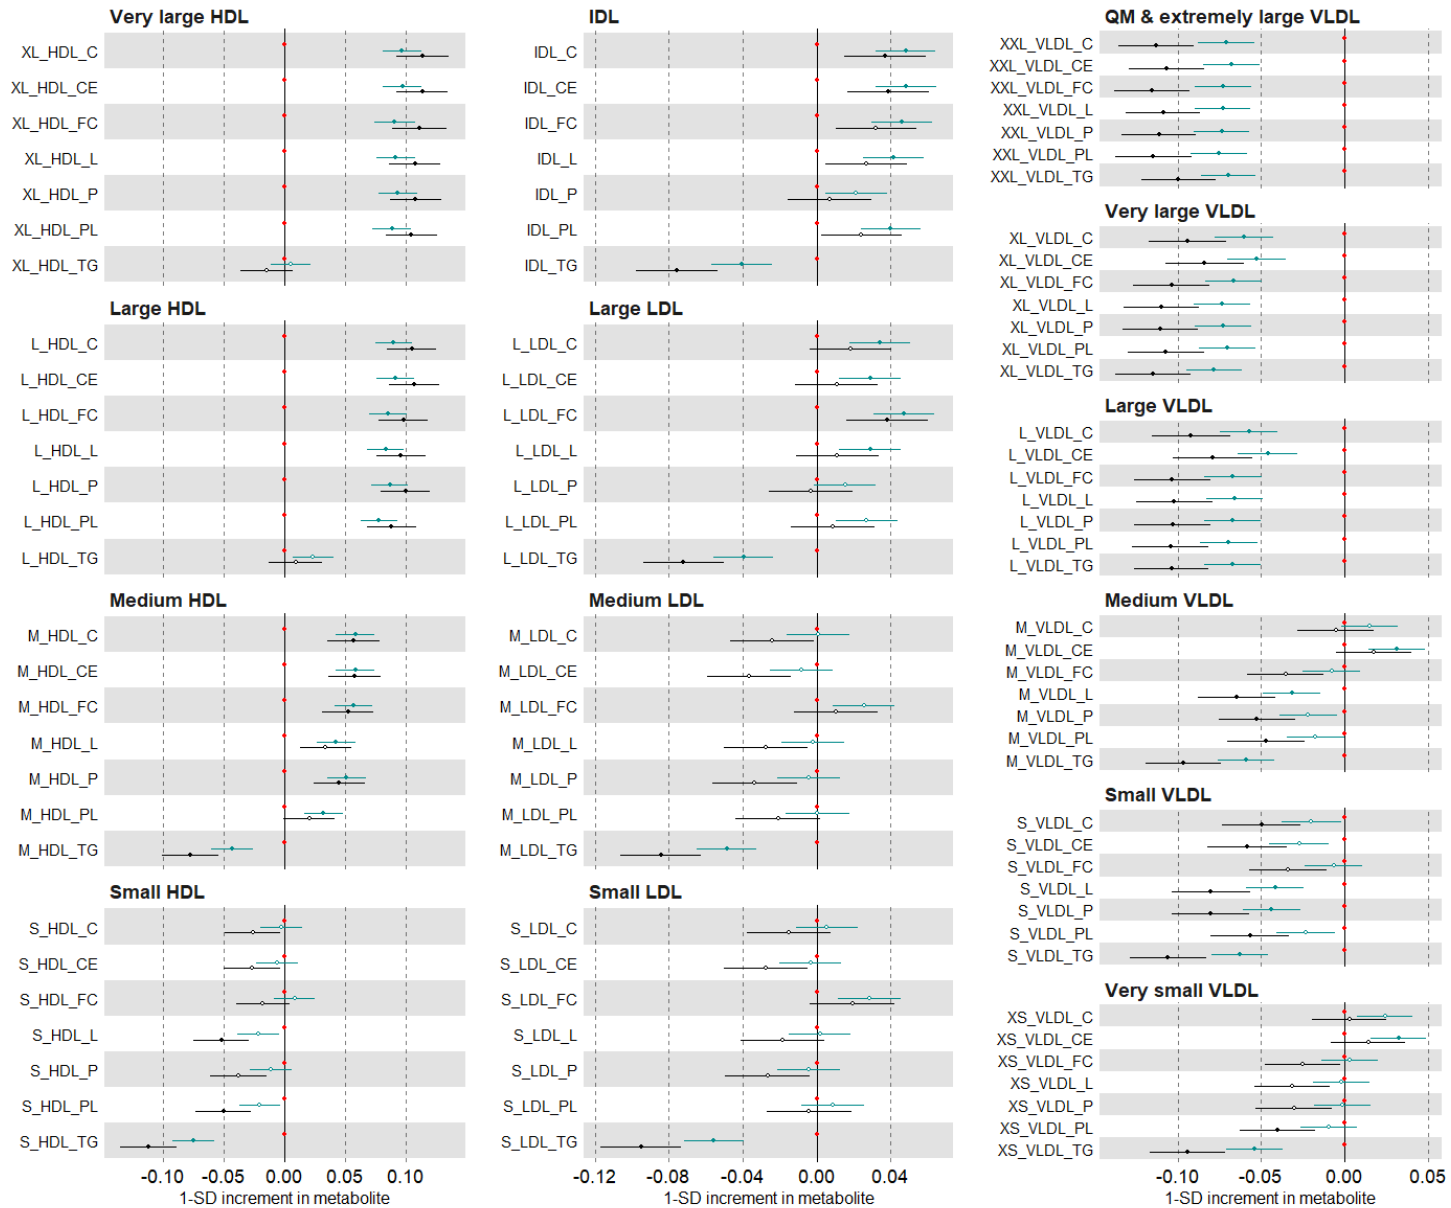 Very large HDL
XL_HDL_C
XL_HDL_CE
XL_HDL_FC
XL_HDL_L
XL_HDL_P
XL_HDL_PL
XL_HDL_TG
Large HDL
L_HDL_C
L_HDL_CE
L_HDL_FC
L_HDL_L
L_HDL_P
L_HDL_PL
L_HDL_TG
Medium HDL
M_HDL_C
M_HDL_CE
M_HDL_FC
M_HDL_L
M_HDL_P
M_HDL_PL
M_HDL_TG
Small HDL
S_HDL_C
S_HDL_CE
S_HDL_FC
S_HDL_L
S_HDL_P
S_HDL_PL
S_HDL_TG
-0.10 -0.05 0.00 0.05 0.10
1-SD increment in metabolite
IDL
IDL_C
IDL_CE
IDL_FC
IDL_L
IDL_P
IDL_PL
IDL_TG
Large LDL
L_LDL_C
L_LDL_CE
L_LDL_FC
L_LDL_L
L_LDL_P
L_LDL_PL
L_LDL_TG
Medium LDL
M_LDL_C
M_LDL_CE
M_LDL_FC
M_LDL_L
M_LDL_P
M_LDL_PL
M_LDL_TG
Small LDL
S_LDL_C
S_LDL_CE
S_LDL_FC
S_LDL_L
S_LDL_P
S_LDL_PL
S_LDL_TG
-0.12 -0.08 -0.04 0.00 0.04
1-SD increment in metabolite
QM & extremely large VLDL
XXL_VLDL_C
XXL_VLDL_CE
XXL_VLDL_FC
XXL_VLDL_L
XXL_VLDL_P
XXL_VLDL_PL
XXL_VLDL_TG
Very large VLDL
XL_VLDL_C
XL_VLDL_CE
XL_VLDL_FC
XL_VLDL_L
XL_VLDL_P
XL_VLDL_PL
XL_VLDL_TG
Large VLDL
L_VLDL_C
L_VLDL_CE
L_VLDL_FC
L_VLDL_L
L_VLDL_P
L_VLDL_PL
L_VLDL_TG
Medium VLDL
M_VLDL_C
M_VLDL_CE
M_VLDL_FC
M_VLDL_L
M_VLDL_P
M_VLDL_PL
M_VLDL_TG
Small VLDL
S_VLDL_C
S_VLDL_CE
S_VLDL_FC
S_VLDL_L
S_VLDL_P
S_VLDL_PL
S_VLDL_TG
Very small VLDL
XS_VLDL_C
XS_VLDL_CE
XS_VLDL_FC
XS_VLDL_L
XS_VLDL_P
XS_VLDL_PL
XS_VLDL_TG
-0.10 -0.05 0.00 0.05
1-SD increment in metabolite